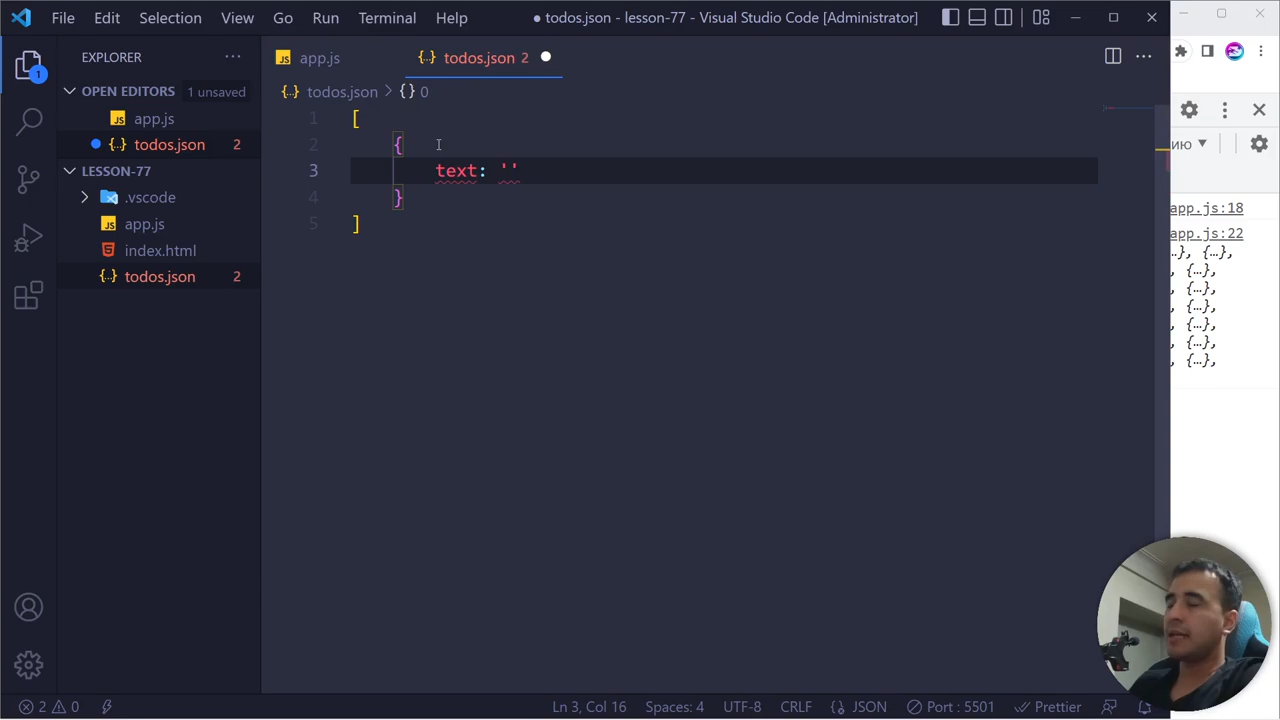 File Edit Selection View Go Run Terminal Help
● todos.json - lesson-77 - Visual Studio Code [Administrator]
EXPLORER
OPEN EDITORS 1 unsaved
app.js
todos.json 2
LESSON-77
.vscode
app.js
index.html
todos.json 2
1
app.js
{..} todos.json 2
{..} todos.json > {} 0
1 [
2 {
3 text: ''
4 }
5 ]
ию ▼
app.js:18
app.js:22
…}, {…},
, {…},
, {…},
, {…},
, {…},
, {…},
, {…},
2 0
Ln 3, Col 16 Spaces: 4 UTF-8 CRLF {} JSON Port : 5501 Prettier